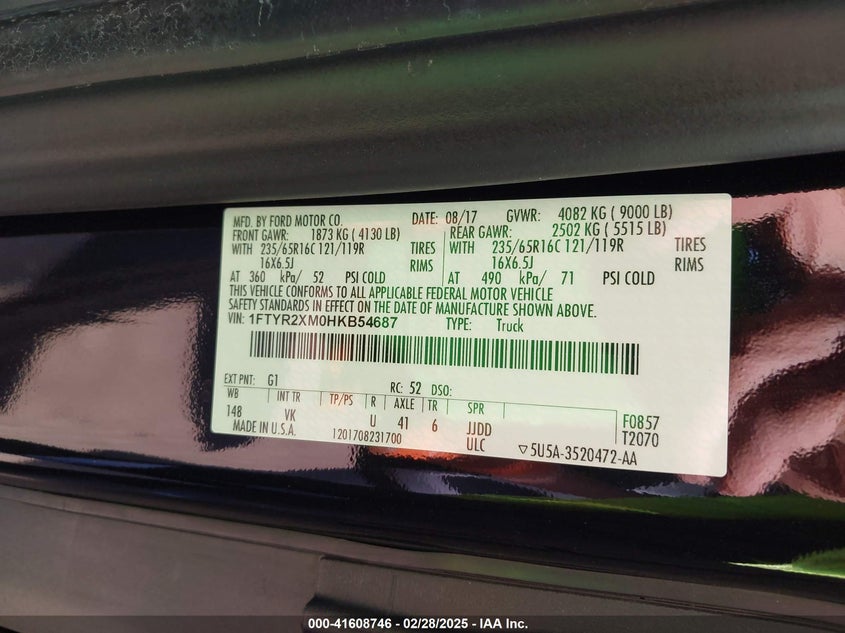 MFD. BY FORD MOTOR CO. DATE: 08/17 GVWR: 4082 KG ( 9000 LB)
FRONT GAWR: 1873 KG ( 4130 LB) REAR GAWR: 2502 KG ( 5515 LB)
WITH 235/65R16C 121/119R TIRES WITH 235/65R16C 121/119R TIRES
16X6.5J RIMS 16X6.5J RIMS
AT 360 kPa/ 52 PSI COLD AT 490 kPa/ 71 PSI COLD
THIS VEHICLE CONFORMS TO ALL APPLICABLE FEDERAL MOTOR VEHICLE
SAFETY STANDARDS IN EFFECT ON THE DATE OF MANUFACTURE SHOWN ABOVE.
VIN: 1FTYR2XM0HKB54687 TYPE: Truck
EXT PNT: G1 RC: 52 DSO:
WB INT TR TP/PS R AXLE TR SPR
148 VK U 41 6 JJDD F0857
MADE IN U.S.A. 1201708231700 ULC ▽5U5A-3520472-AA T2070
000-41608746 – 02/28/2025 – IAA Inc.